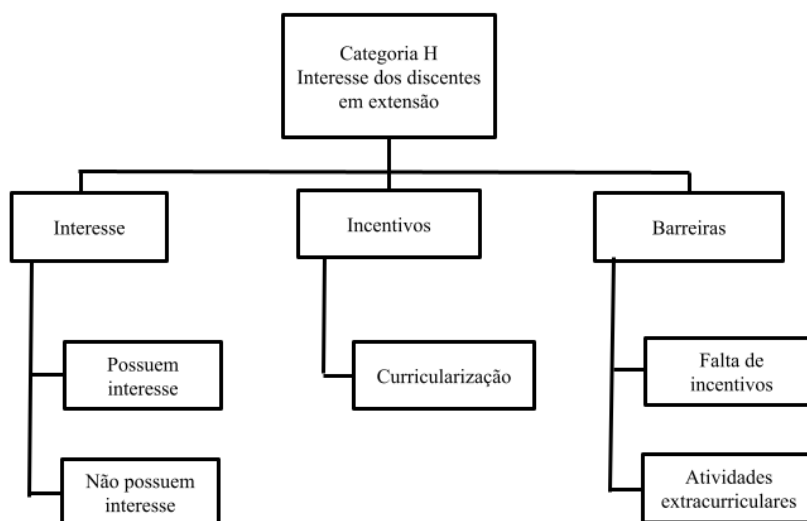 Categoria H
Interesse dos discentes
em extensão
Interesse
Incentivos
Barreiras
Possuem
interesse
Curricularização
Falta de
incentivos
Não possuem
interesse
Atividades
extracurriculares